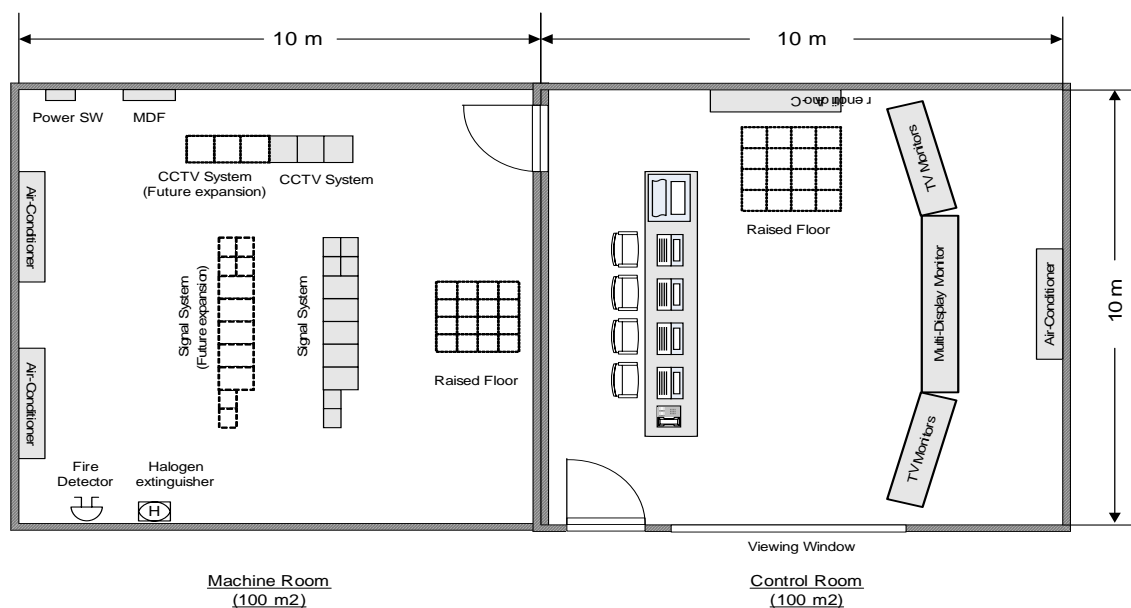 10 m
10 m
Power SW
MDF
CCTV System
(Future expansion)
CCTV System
Air-Conditioner
Signal System
(Future expansion)
Signal System
Raised Floor
Air-Conditioner
Fire
Detector
Halogen
extinguisher
H
TV Monitors
Raised Floor
Multi-Display Monitor
Air-Conditioner
10 m
TV Monitors
Viewing Window
Machine Room
(100 m2)
Control Room
(100 m2)